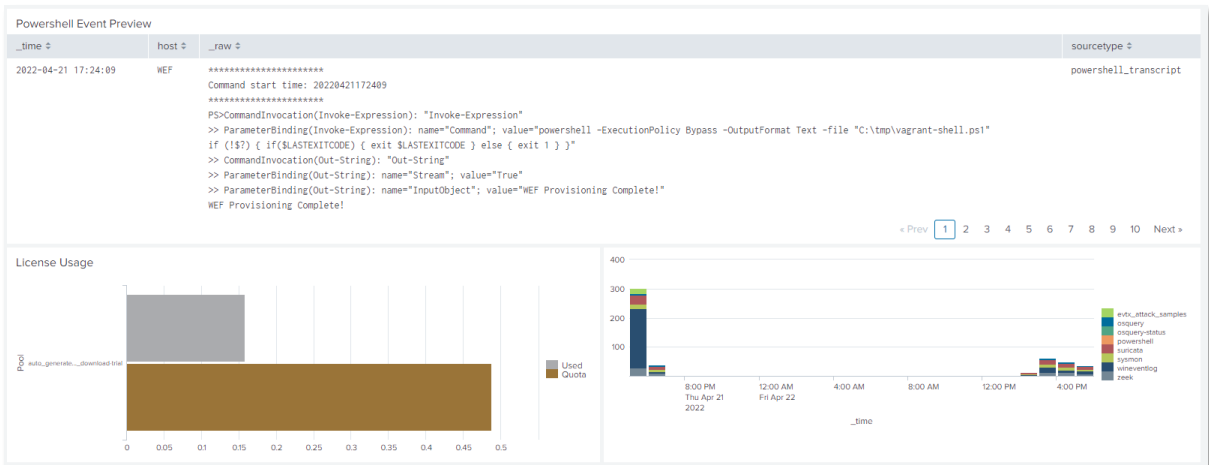 Powershell Event Preview
_time host _raw sourcetype
2022-04-21 17:24:09 WEF ********************** powershell_transcript
Command start time: 20220421172409
**********************
PS>CommandInvocation(Invoke-Expression): "Invoke-Expression"
>> ParameterBinding(Invoke-Expression): name="Command"; value="powershell -ExecutionPolicy Bypass -OutputFormat Text -file "C:\tmp\vagrant-shell.ps1"
if (!$?) { if($LASTEXITCODE) { exit $LASTEXITCODE } else { exit 1 } }"
>> CommandInvocation(Out-String): "Out-String"
>> ParameterBinding(Out-String): name="Stream"; value="True"
>> ParameterBinding(Out-String): name="InputObject"; value="WEF Provisioning Complete!"
WEF Provisioning Complete!
« Prev 1 2 3 4 5 6 7 8 9 10 Next »
License Usage
Pool
auto_generate..._download-trial
Used
Quota
0 0.05 0.1 0.15 0.2 0.25 0.3 0.35 0.4 0.45 0.5
400
300
200
100
evtx_attack_samples
osquery
osquery-status
powershell
suricata
sysmon
wineventlog
zeek
8:00 PM 12:00 AM 4:00 AM 8:00 AM 12:00 PM 4:00 PM
Thu Apr 21 Fri Apr 22
2022
_time